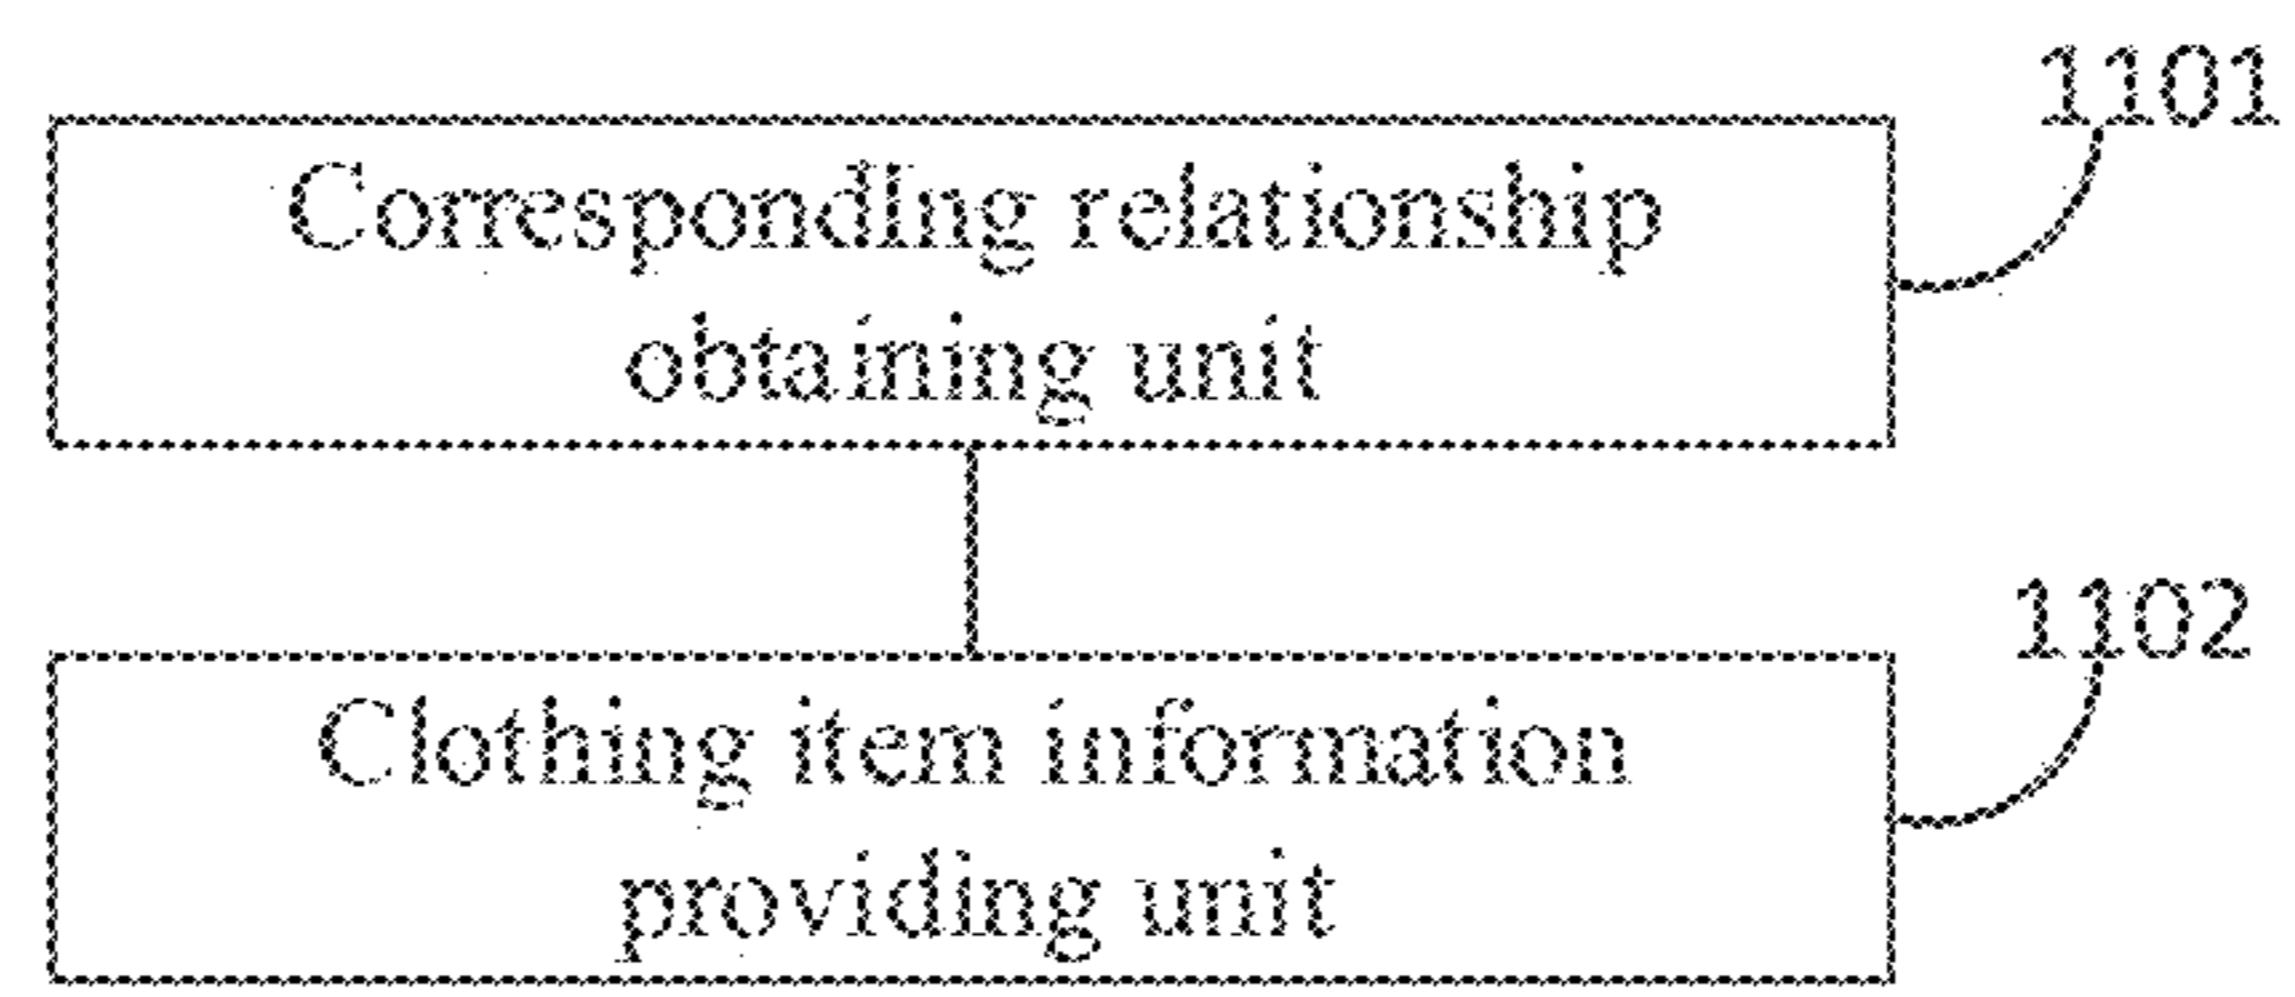 1101
Corresponding relationship
obtaining unit
1102
Clothing item information
providing unit